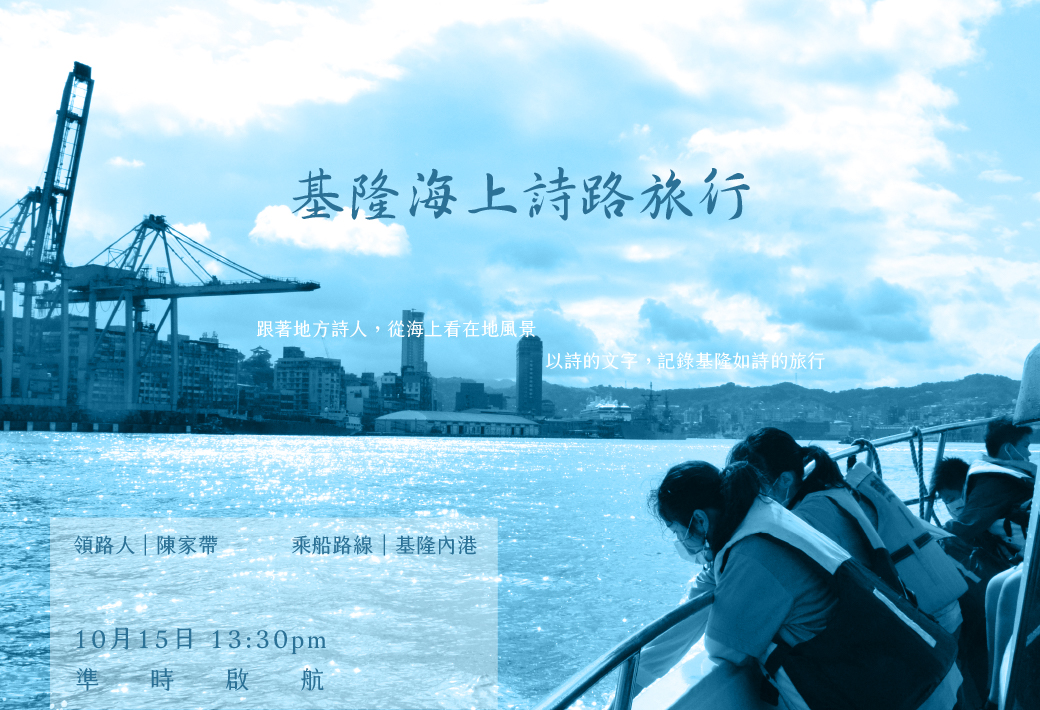 基隆海上詩路旅行
跟著地方詩人，從海上看在地風景
以詩的文字，記錄基隆如詩的旅行
領路人｜陳家帶
乘船路線｜基隆內港
10月15日 13:30pm
準時啟航